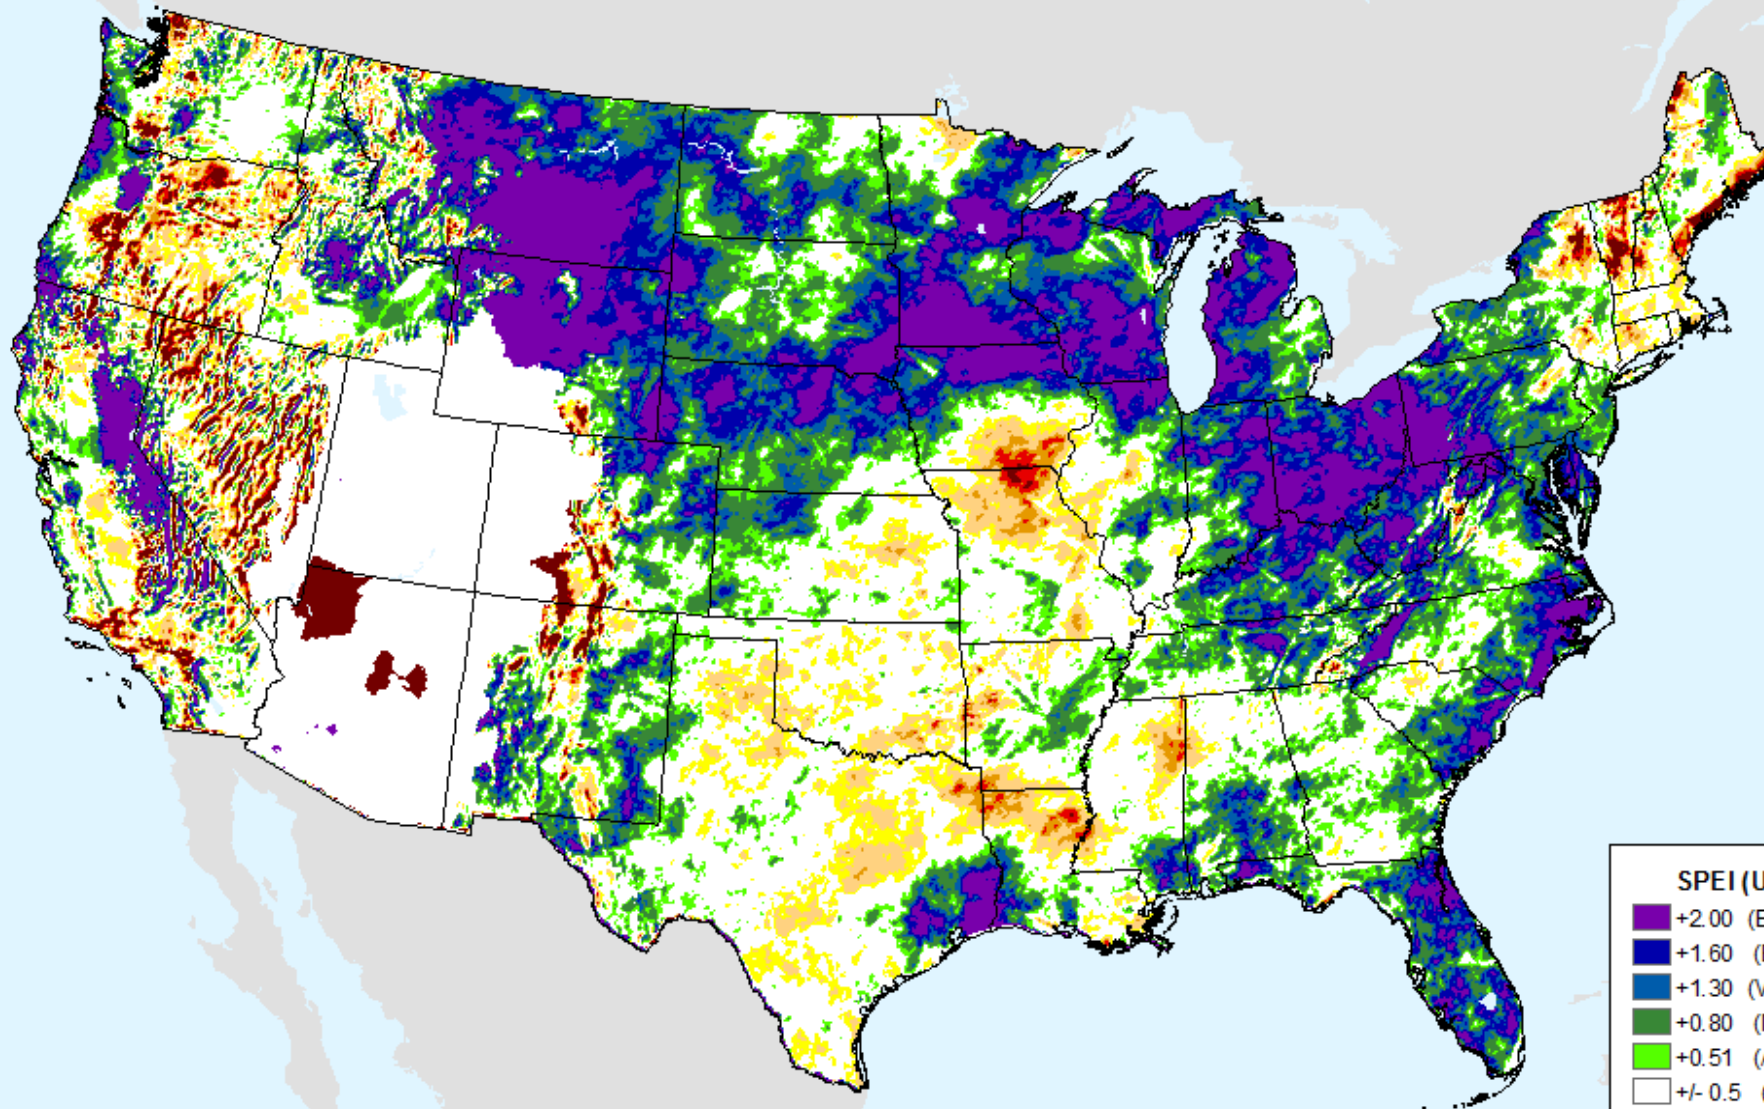 SPEI (U
+2.00 (E
+1.60 (
+1.30 (V
+0.80 (
+0.51 (
+/- 0.5 (